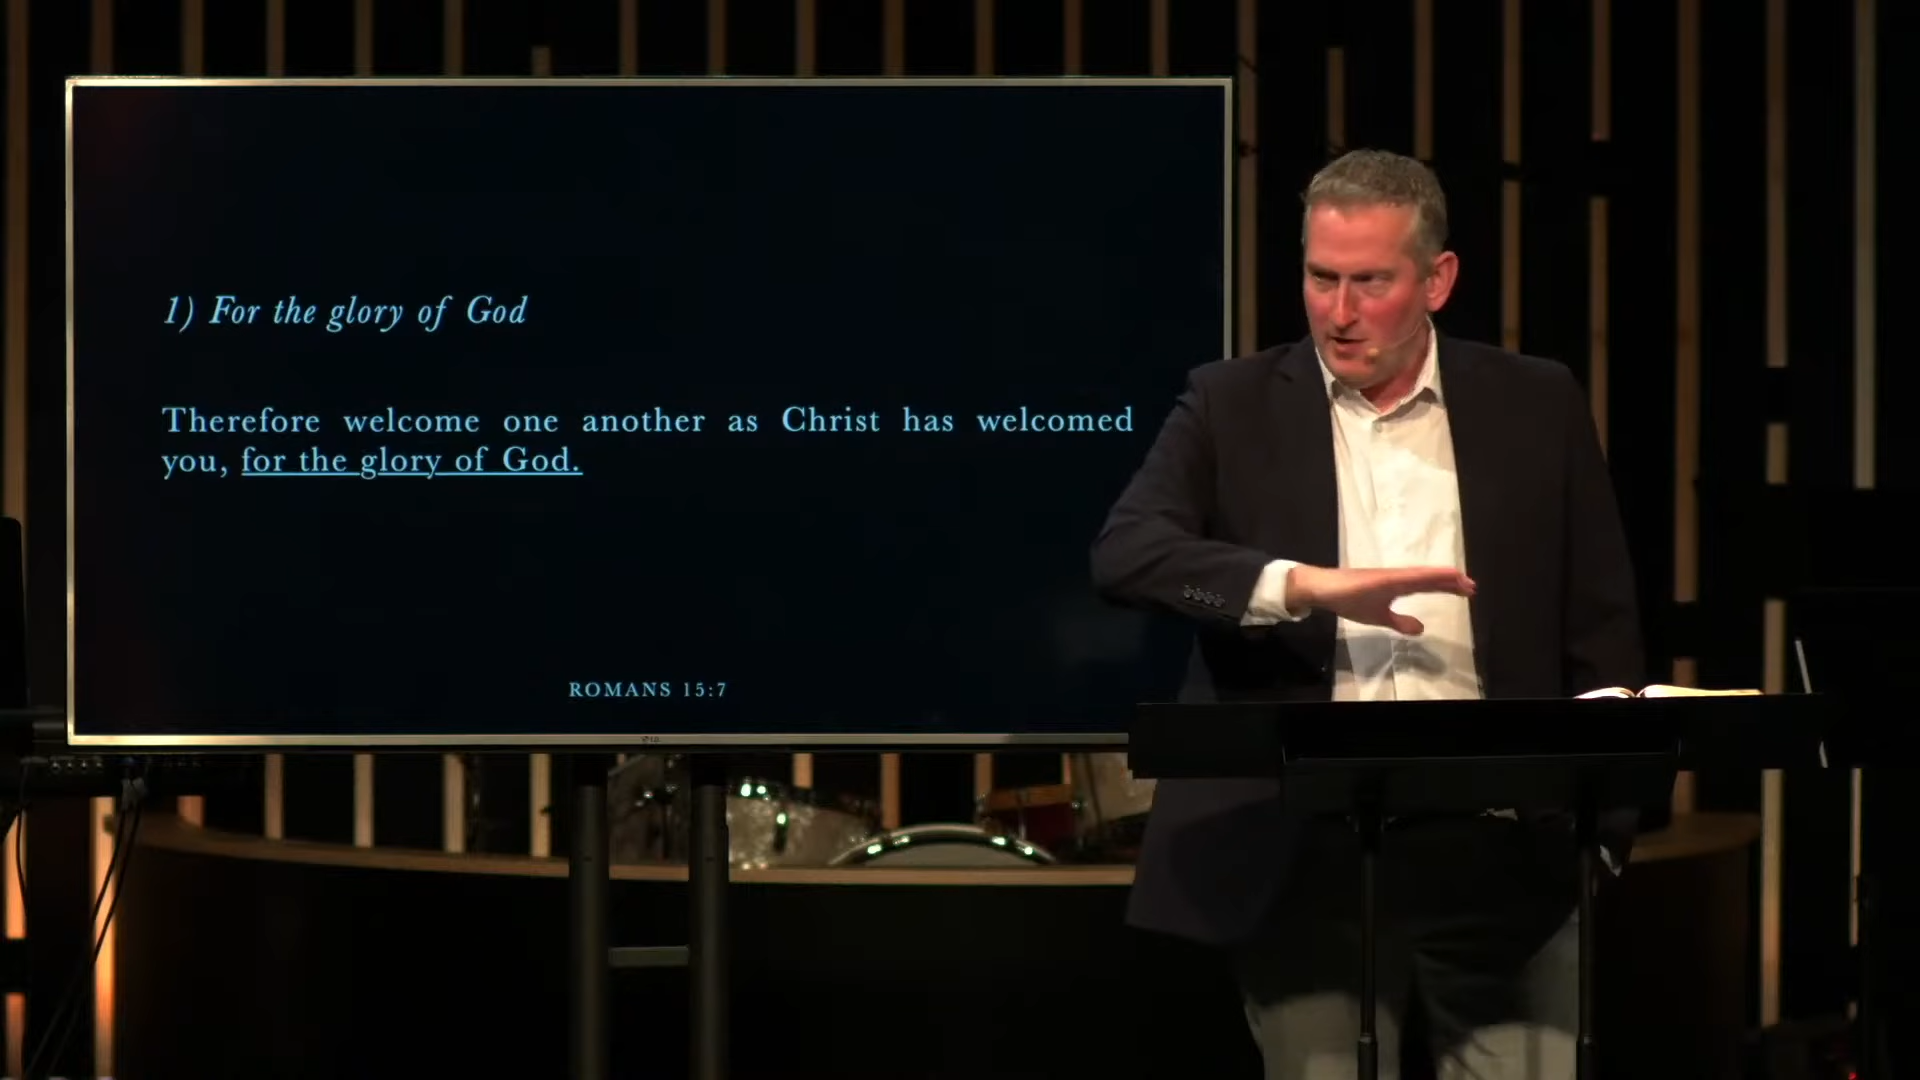 1) For the glory of God
Therefore welcome one another as Christ has welcomed
you, for the glory of God.
ROMANS 15:7